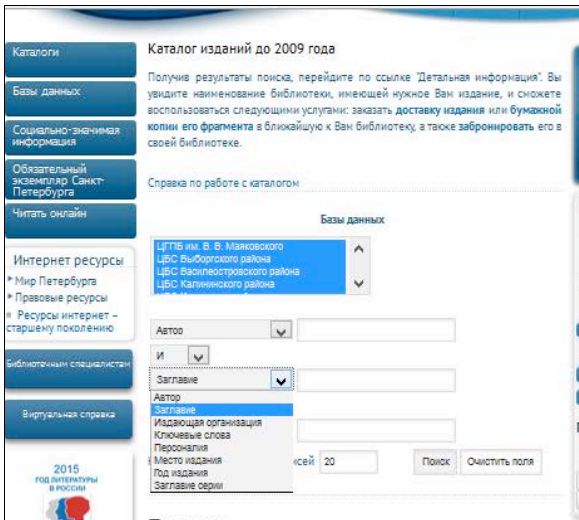 Каталоги
Базы данных
Социально-значимая
информация
Обязательный
экземпляр Санкт-
Петербурга
Читать онлайн
Интернет ресурсы
Мир Петербурга
Правовые ресурсы
Ресурсы интернет –
старшему поколению
Библиотечным специалистам
Виртуальная справка
2015
ГОД ЛИТЕРАТУРЫ
В РОССИИ
Каталог изданий до 2009 года
Получив результаты поиска, перейдите по ссылке "Детальная информация". Вы
увидите наименование библиотеки, имеющей нужное Вам издание, и сможете
воспользоваться следующими услугами: заказать доставку издания или бумажной
копии его фрагмента в ближайшую к Вам библиотеку, а также забронировать его в
своей библиотеке.
Справка по работе с каталогом
Базы данных
ЦГПБ им. В. В. Маяковского
ЦБС Выборгского района
ЦБС Василеостровского района
ЦБС Калининского района
Автор
И
Заглавие
Автор
Заглавие
Издающая организация
Ключевые слова
Персоналия
Место издания
Год издания
Заглавие серии
исей 20 Поиск Очистить поля